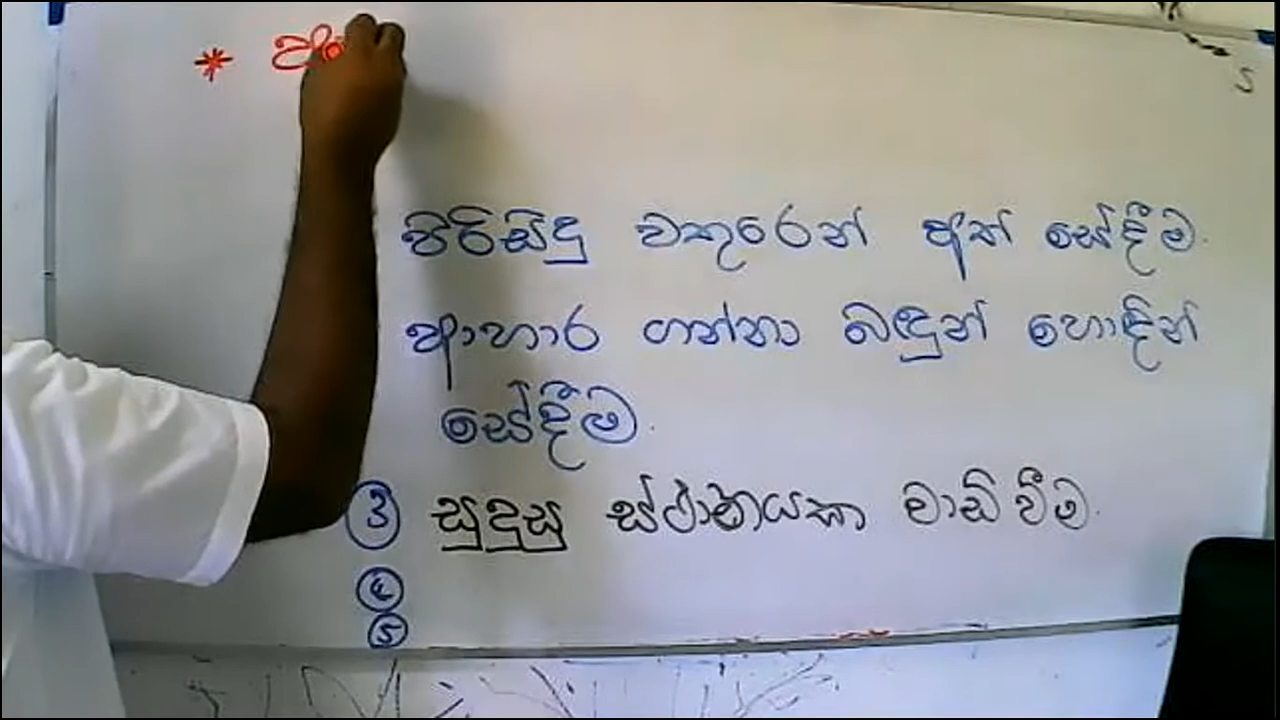 *
පිරිසිදු වතුරෙන් අත් සේදීම.
ආහාර ගන්නා බඳුන් හොඳින්
සේදීම.
③ සුදුසු ස්ථානයක වාඩි වීම.
④
⑤